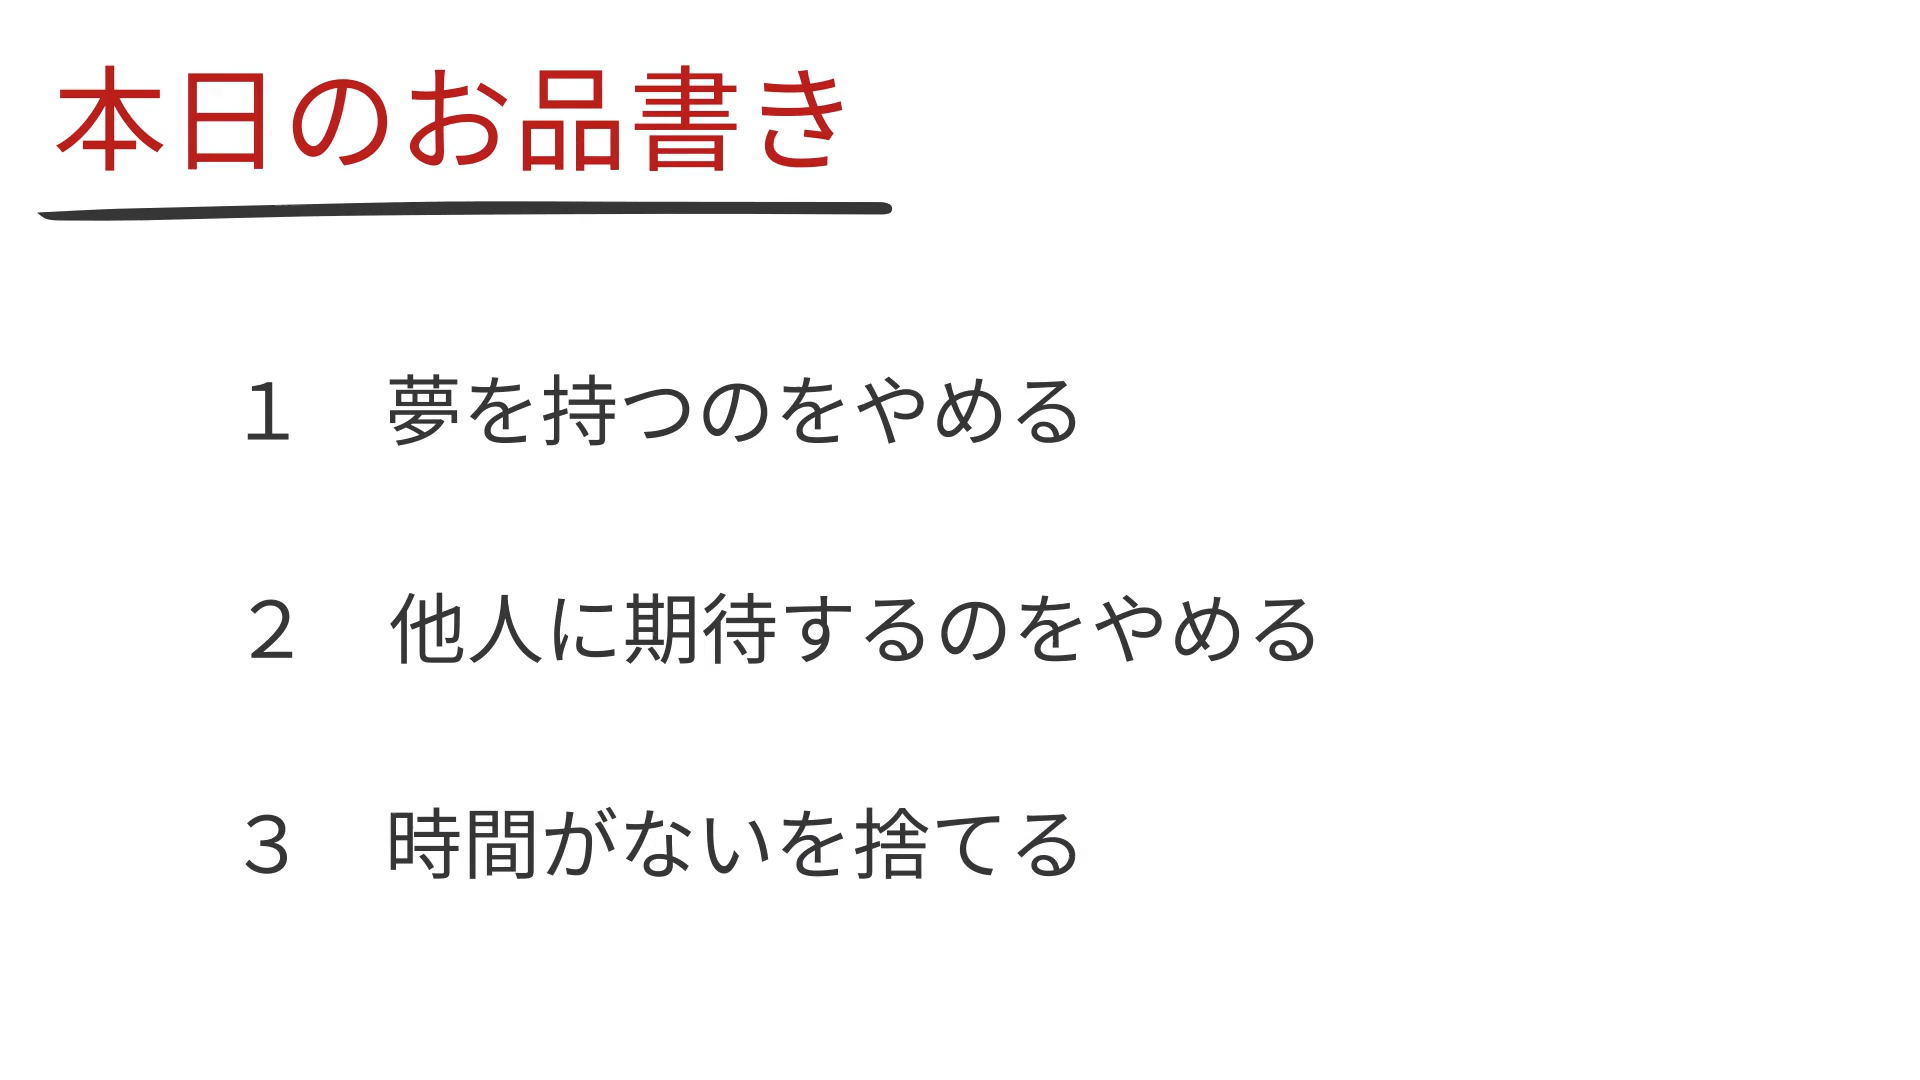 本日のお品書き
１　夢を持つのをやめる
２　他人に期待するのをやめる
３　時間がないを捨てる